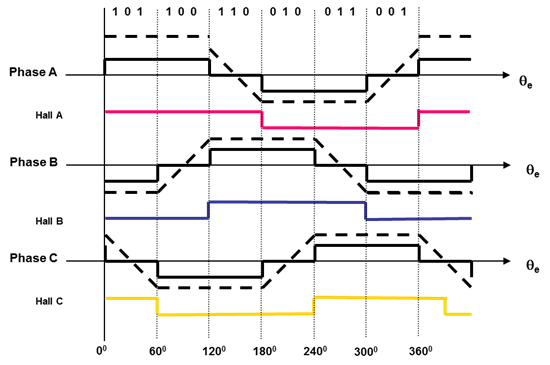 1 0 1 1 0 0 1 1 0 0 1 0 0 1 1 0 0 1
Phase A θe
Hall A
Phase B θe
Hall B
Phase C θe
Hall C
0⁰ 60⁰ 120⁰ 180⁰ 240⁰ 300⁰ 360⁰